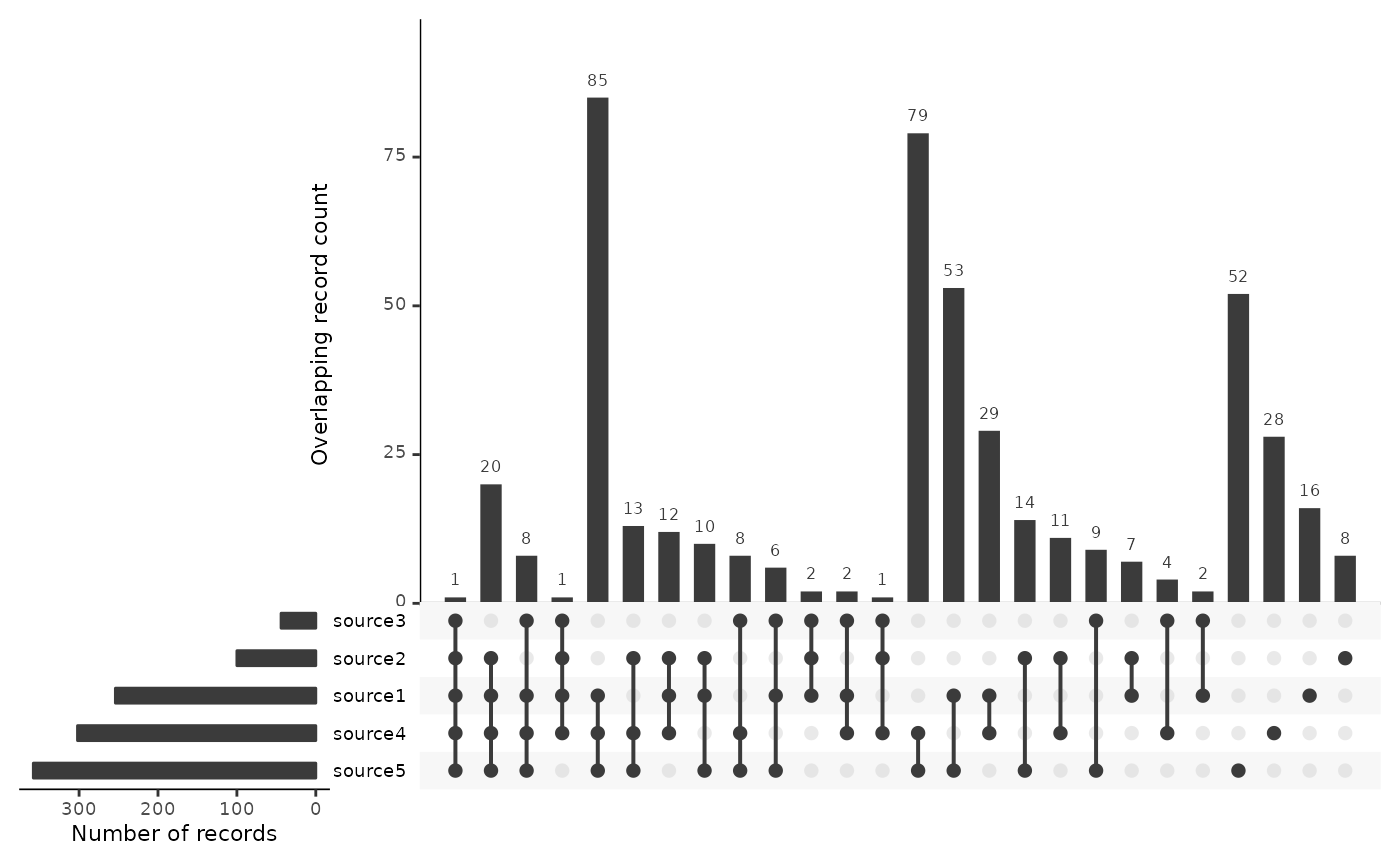 Overlapping record count
75
50
25
0
1 20 8 1 85 13 12 10 8 6 2 2 1 79 53 29 14 11 9 7 4 2 52 28 16 8
source3
source2
source1
source4
source5
300 200 100 0
Number of records